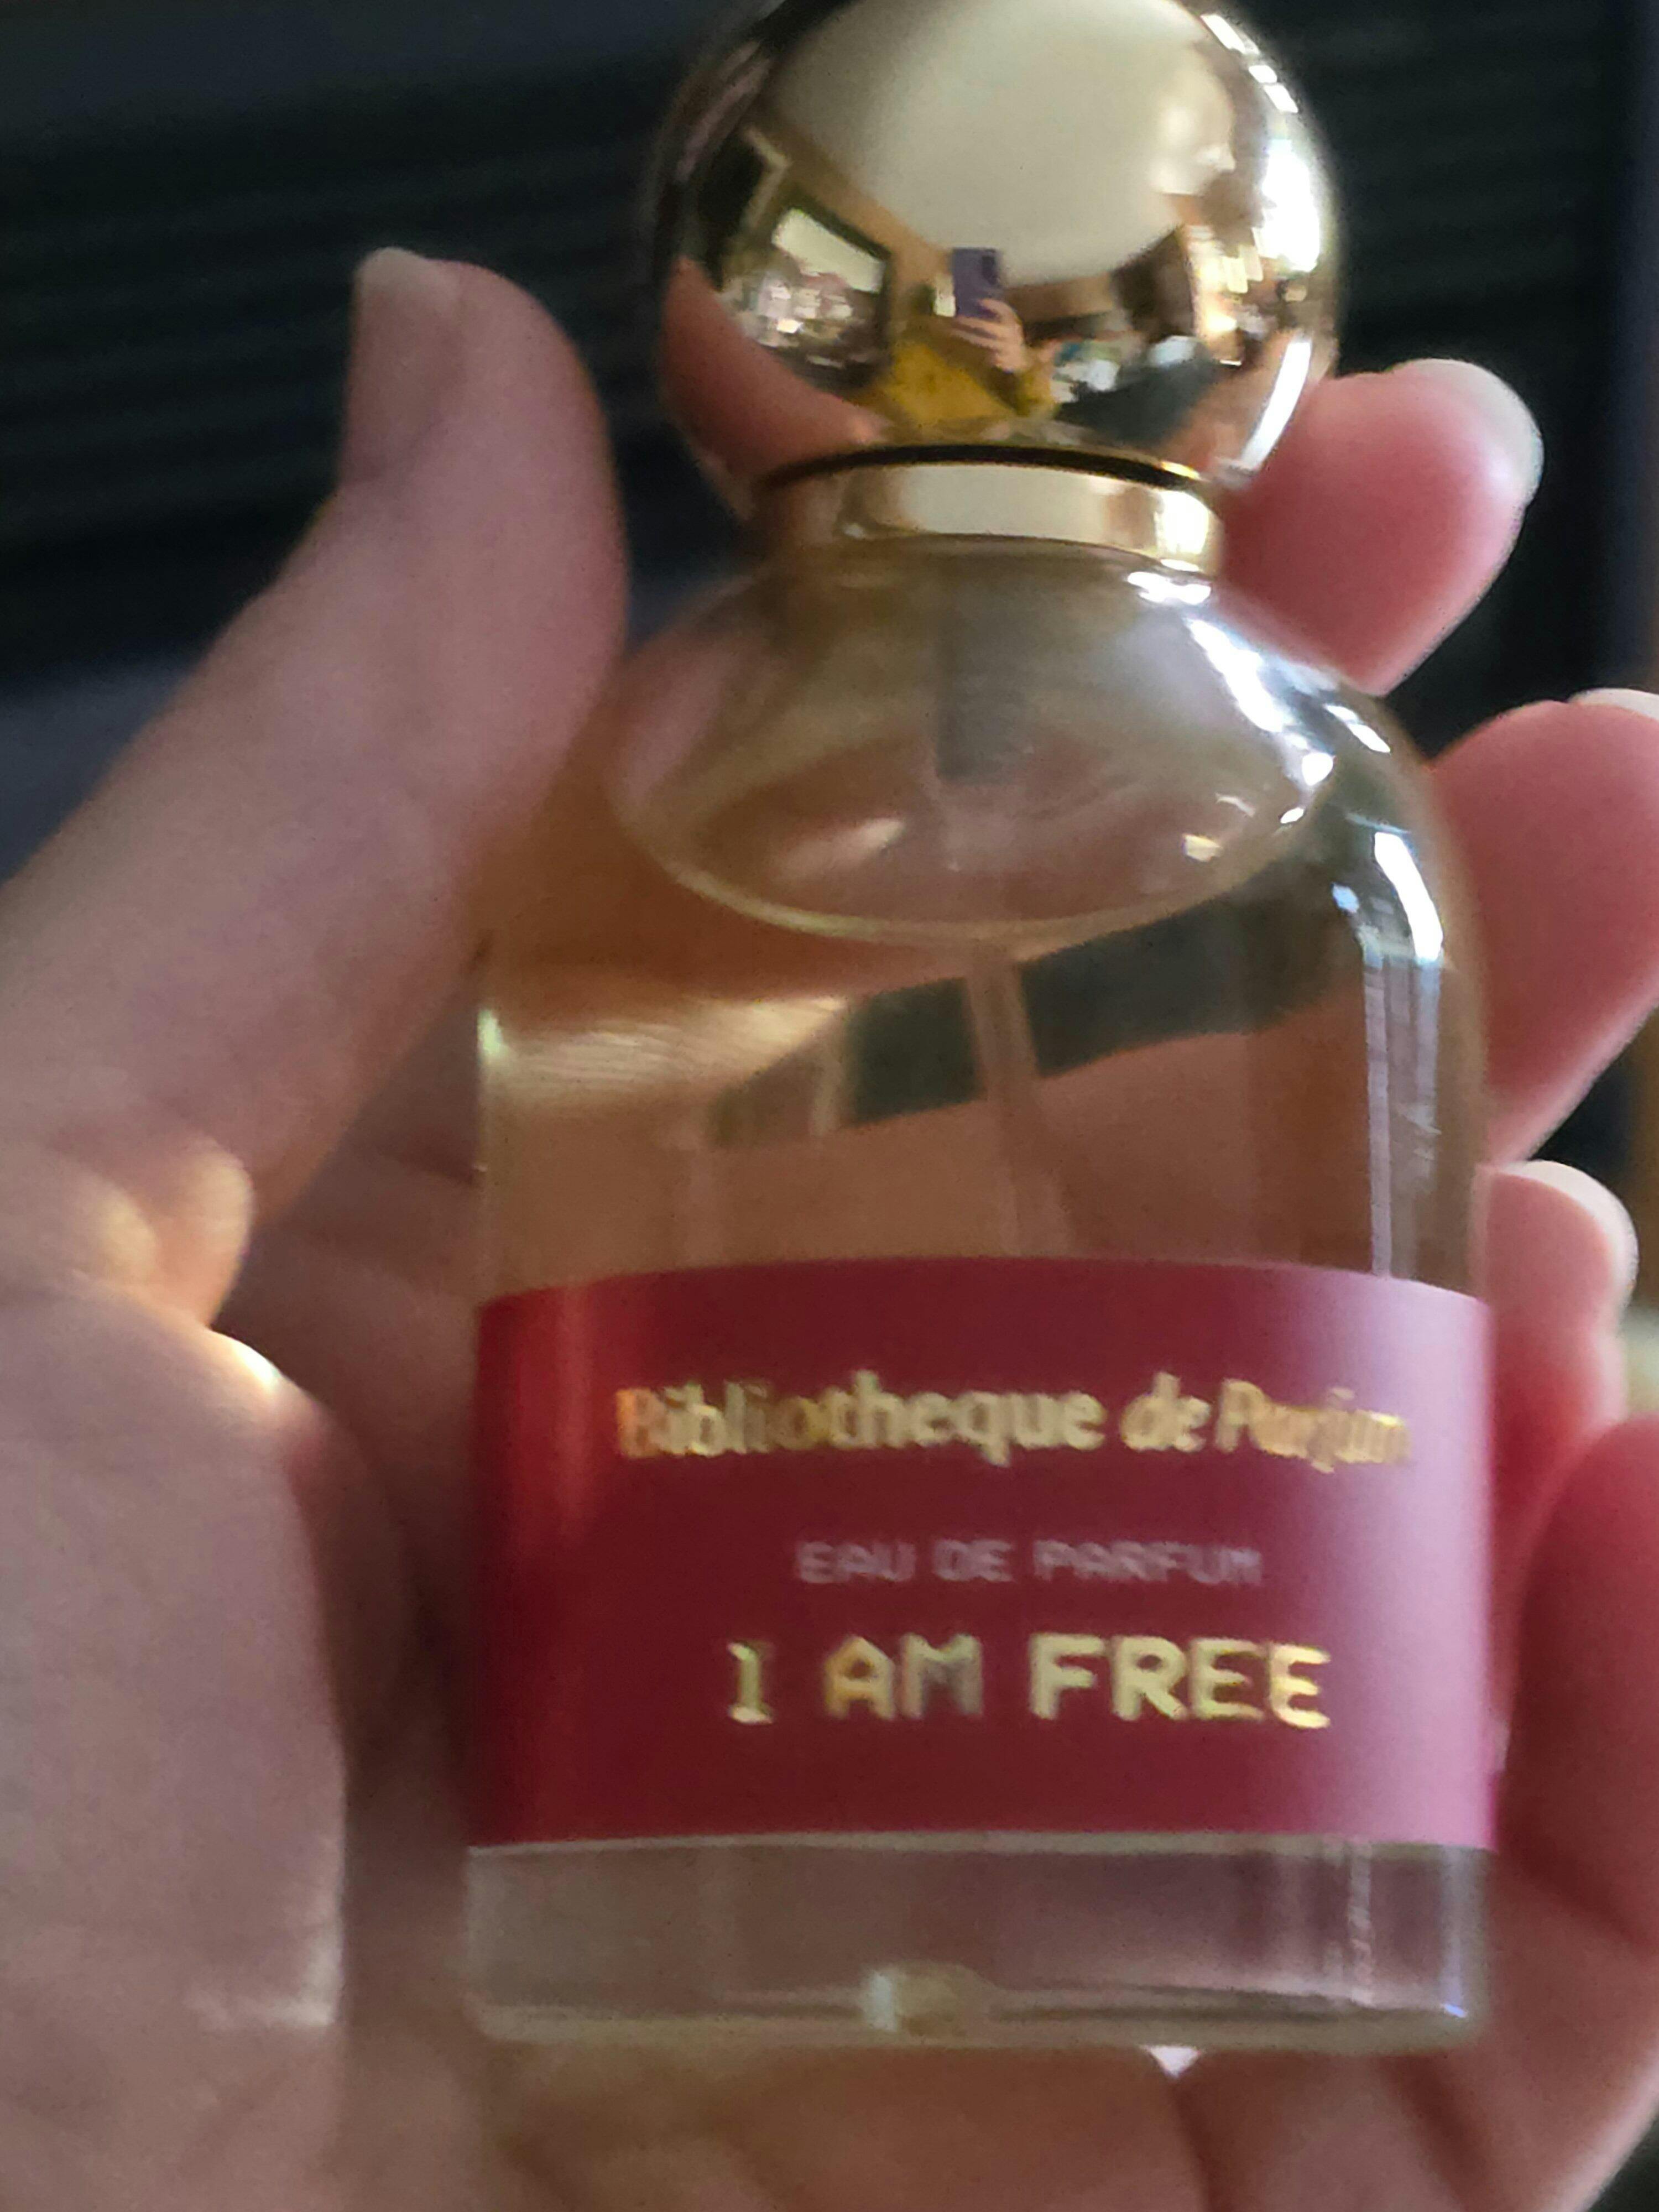 Bibliotheque de Parfum
EAU DE PARFUM
I AM FREE